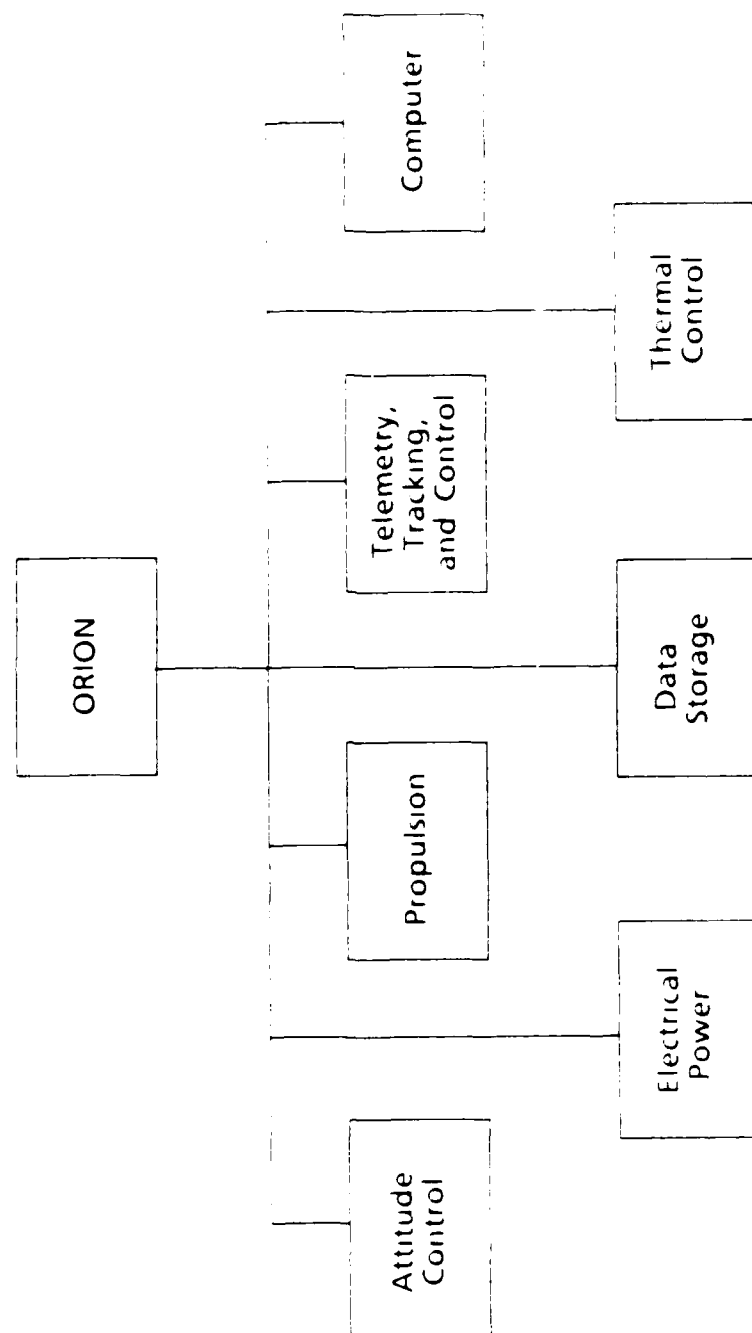 ORION
Attitude
Control
Propulsion
Telemetry,
Tracking,
and Control
Computer
Electrical
Power
Data
Storage
Thermal
Control